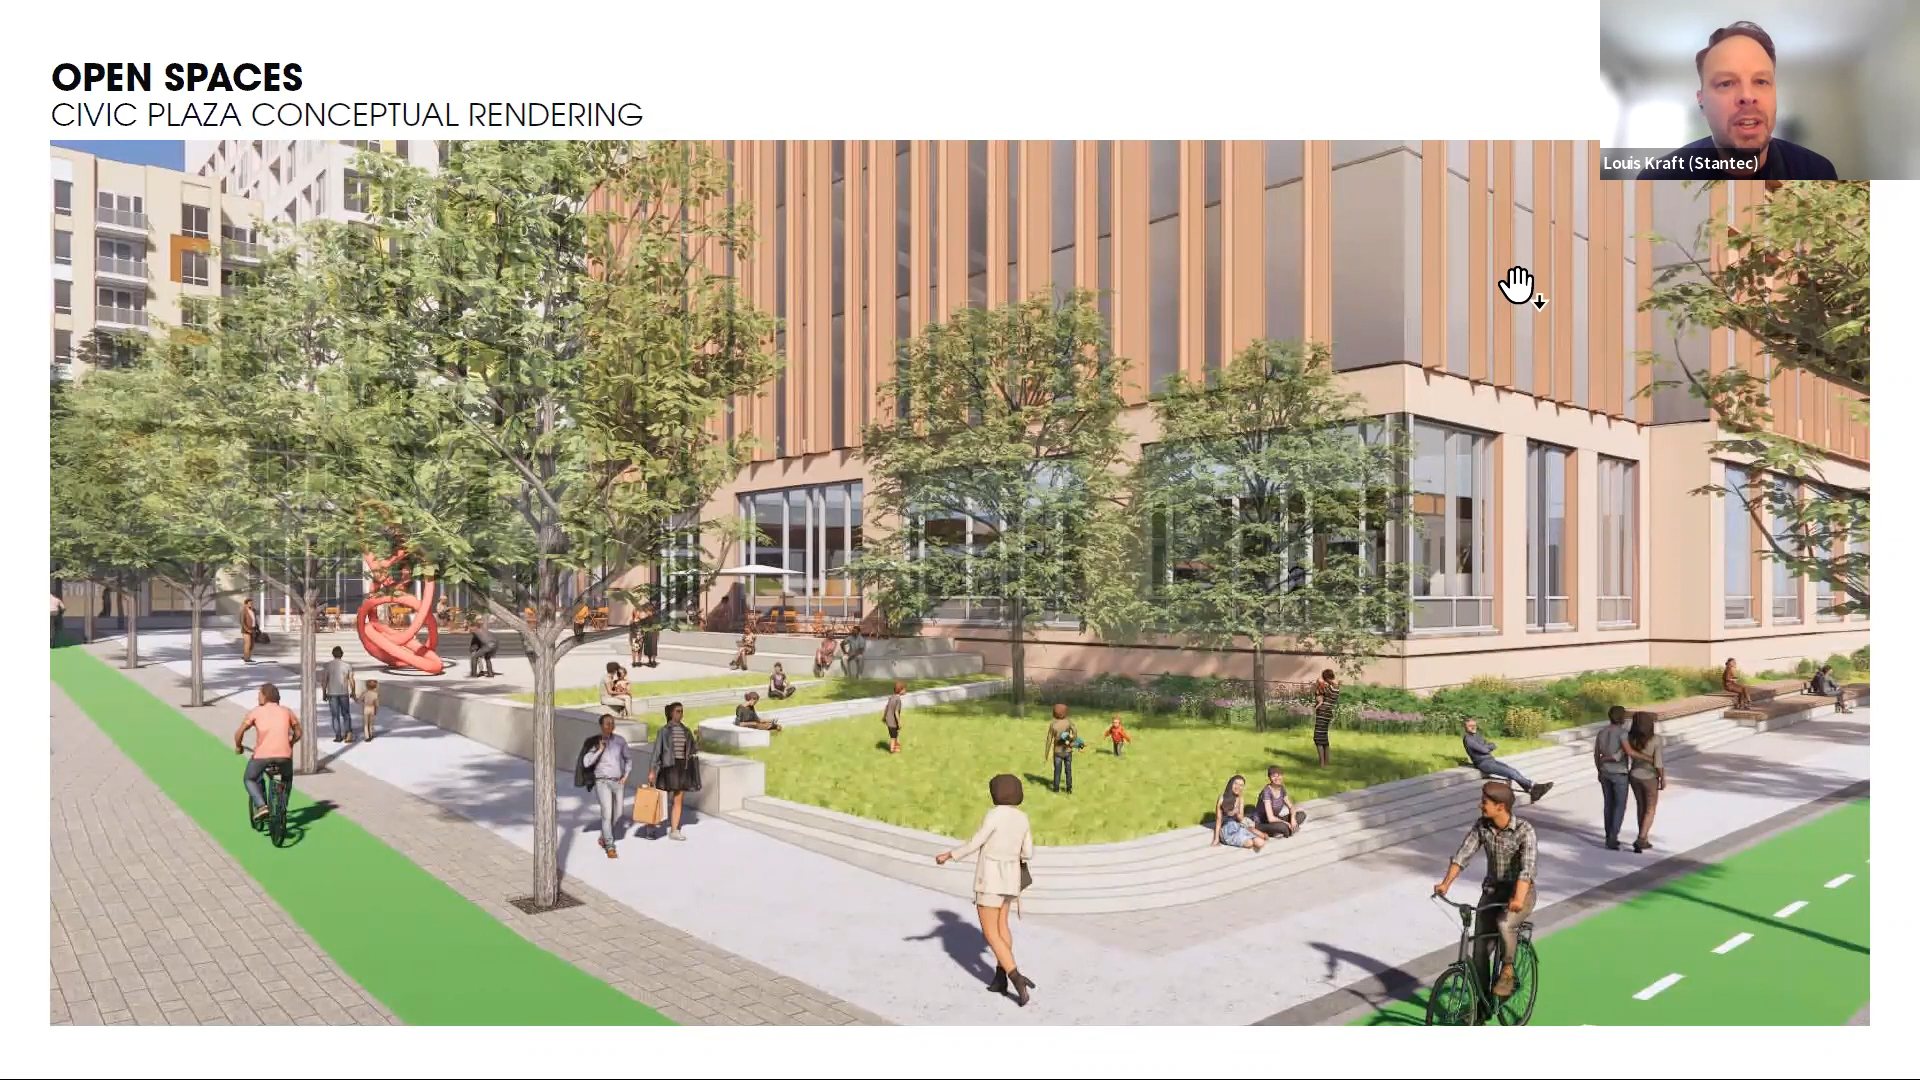 OPEN SPACES
CIVIC PLAZA CONCEPTUAL RENDERING
Louis Kraft (Stantec)